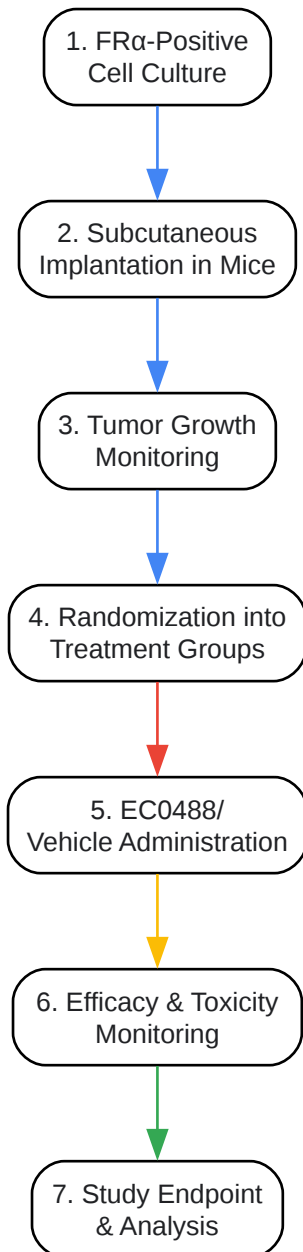 1. FRα-Positive
Cell Culture
2. Subcutaneous
Implantation in Mice
3. Tumor Growth
Monitoring
4. Randomization into
Treatment Groups
5. EC0488/
Vehicle Administration
6. Efficacy & Toxicity
Monitoring
7. Study Endpoint
& Analysis